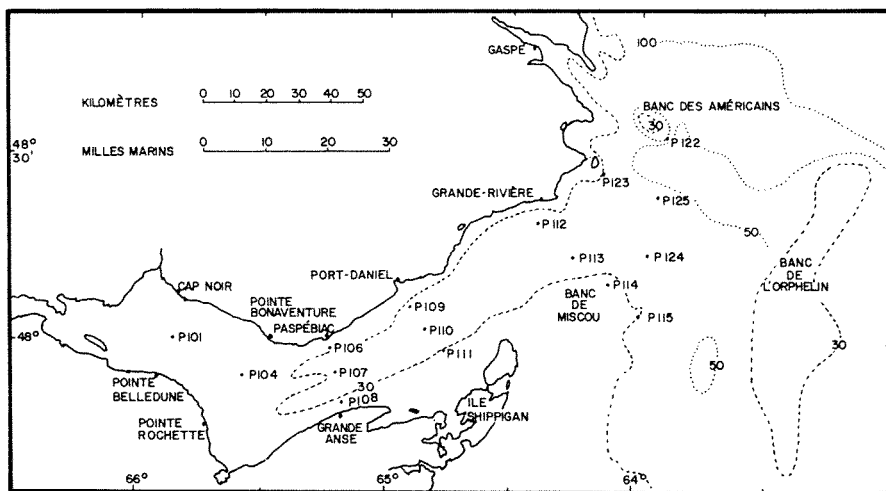 100
GASPÉ
KILOMÈTRES
0 10 20 30 40 50
BANC DES AMÉRICAINS
30
P122
MILLES MARINS
0 10 20 30
48°
30'
P123
GRANDE-RIVIÈRE
P125
P112
50
P113
P124
PORT-DANIEL
BANC
DE
L'ORPHELIN
CAP NOIR
P114
BANC
DE
MISCOU
POINTE
BONAVENTURE
PASPÉBIAC
P109
P115
P110
48°
P101
P106
P111
30
P104
P107
50
30
POINTE
BELLEDUNE
P108
ILE
SHIPPIGAN
POINTE
ROCHETTE
GRANDE
ANSE
66°
65°
64°